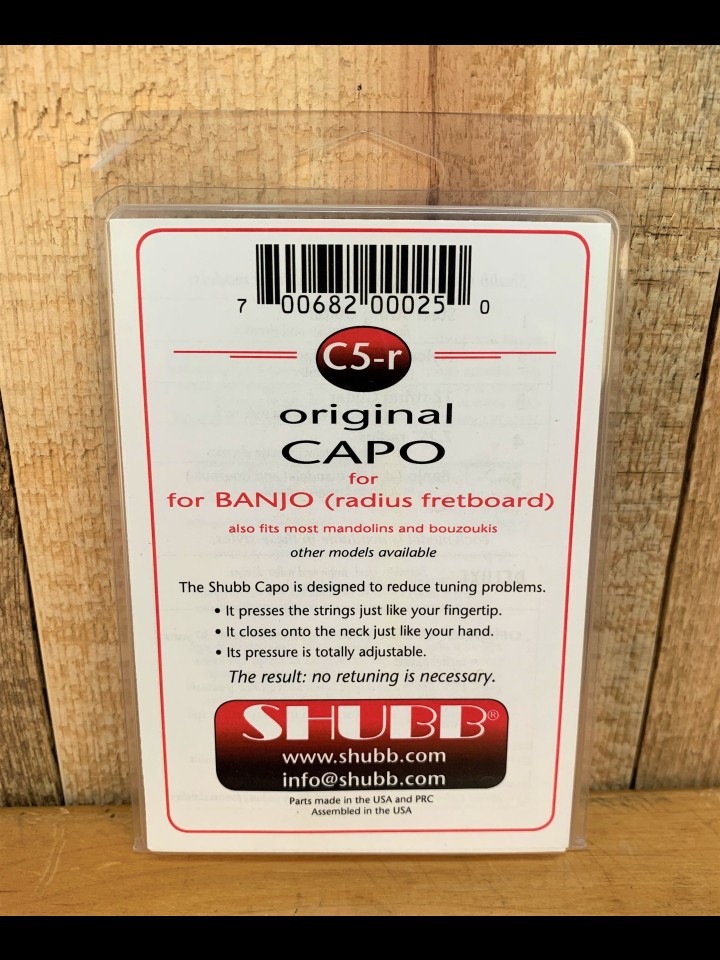 7 00682 00025 0
C5-r
original
CAPO
for
for BANJO (radius fretboard)
also fits most mandolins and bouzoukis
other models available
The Shubb Capo is designed to reduce tuning problems.
• It presses the strings just like your fingertip.
• It closes onto the neck just like your hand.
• Its pressure is totally adjustable.
The result: no retuning is necessary.
SHUBB®
www.shubb.com
info@shubb.com
Parts made in the USA and PRC
Assembled in the USA